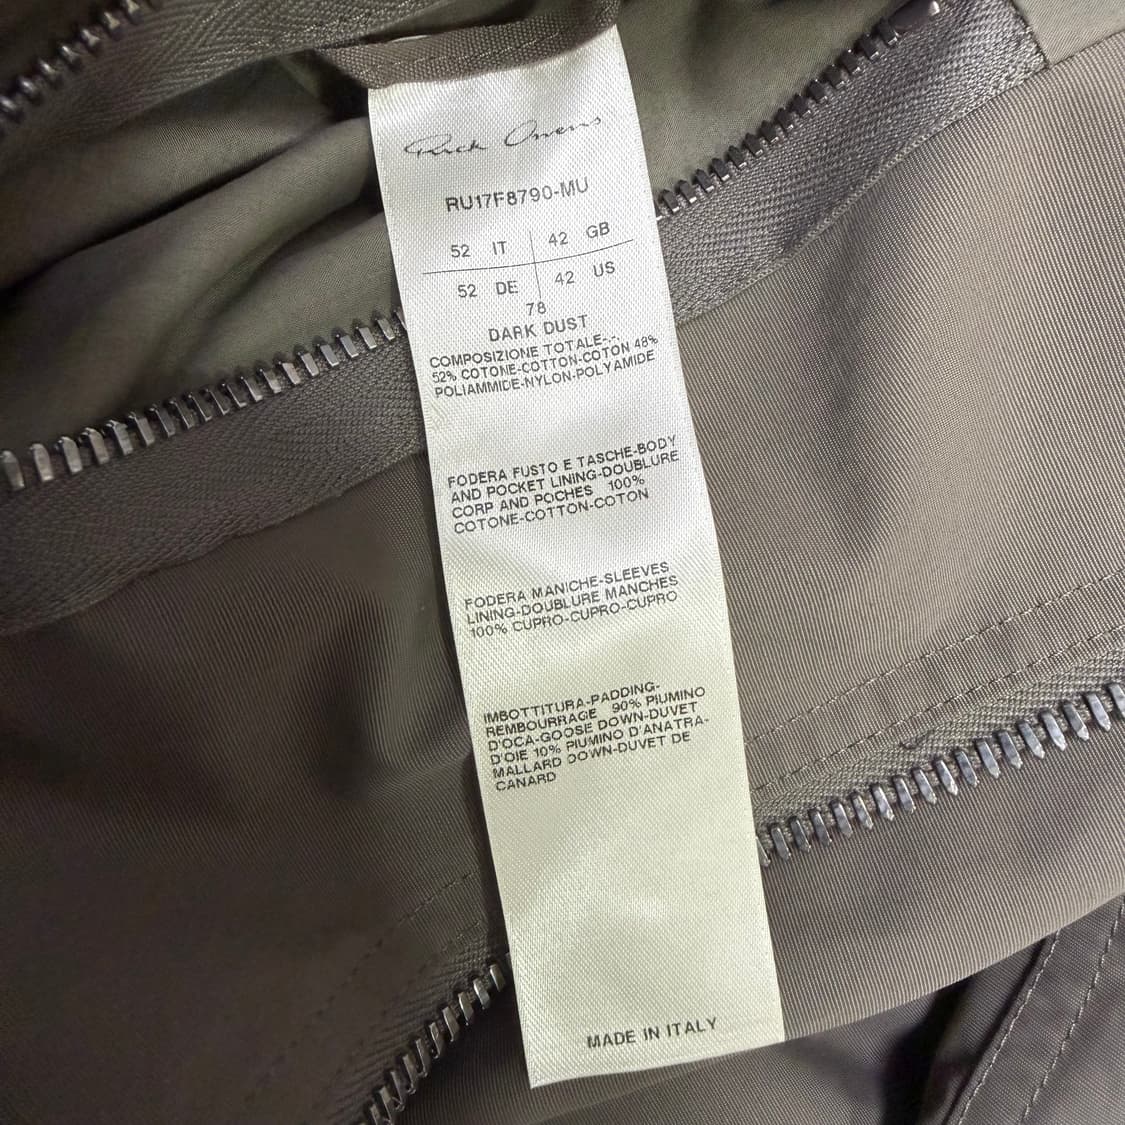 Rick Owens
RU17F8790-MU
52 IT 42 GB
52 DE 42 US
78
DARK DUST
COMPOSIZIONE TOTALE-.-
52% COTONE-COTTON-COTON 48%
POLIAMMIDE-NYLON-POLYAMIDE
FODERA FUSTO E TASCHE-BODY
AND POCKET LINING-DOUBLURE
CORP AND POCHES 100%
COTONE-COTTON-COTON
FODERA MANICHE-SLEEVES
LINING-DOUBLURE MANCHES
100% CUPRO-CUPRO-CUPRO
IMBOTTITURA-PADDING-
REMBOURRAGE 90% PIUMINO
D'OCA-GOOSE DOWN-DUVET
D'OIE 10% PIUMINO D'ANATRA-
MALLARD DOWN-DUVET DE
CANARD
MADE IN ITALY